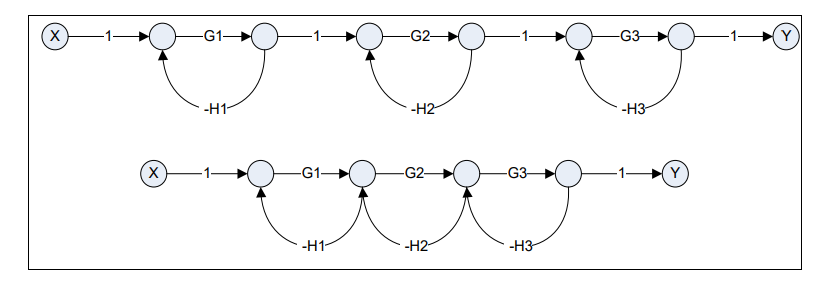 X 1 G1 1 G2 1 G3 1 Y
-H1 -H2 -H3
X 1 G1 G2 G3 1 Y
-H1 -H2 -H3